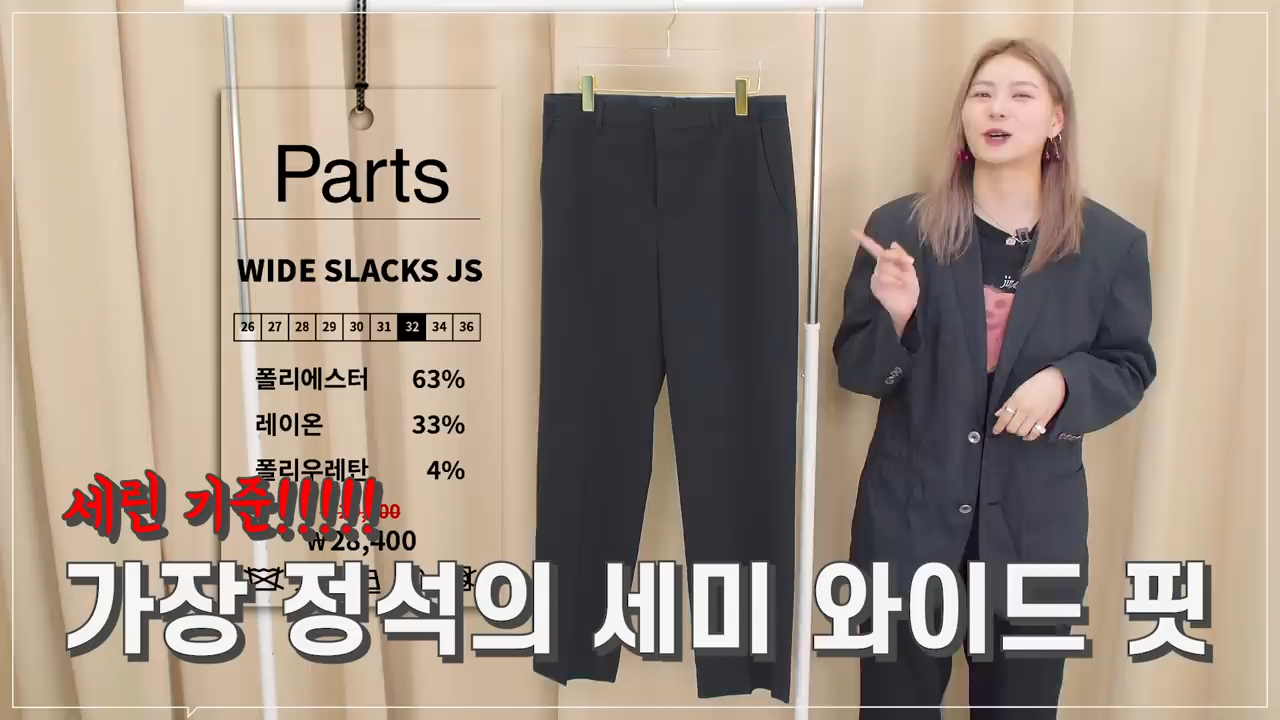 Parts
WIDE SLACKS JS
26 27 28 29 30 31 32 34 36
폴리에스터 63%
레이온 33%
폴리우레탄 4%
₩28,400
세린 기준!!!!!
가장 정석의 세미 와이드 핏